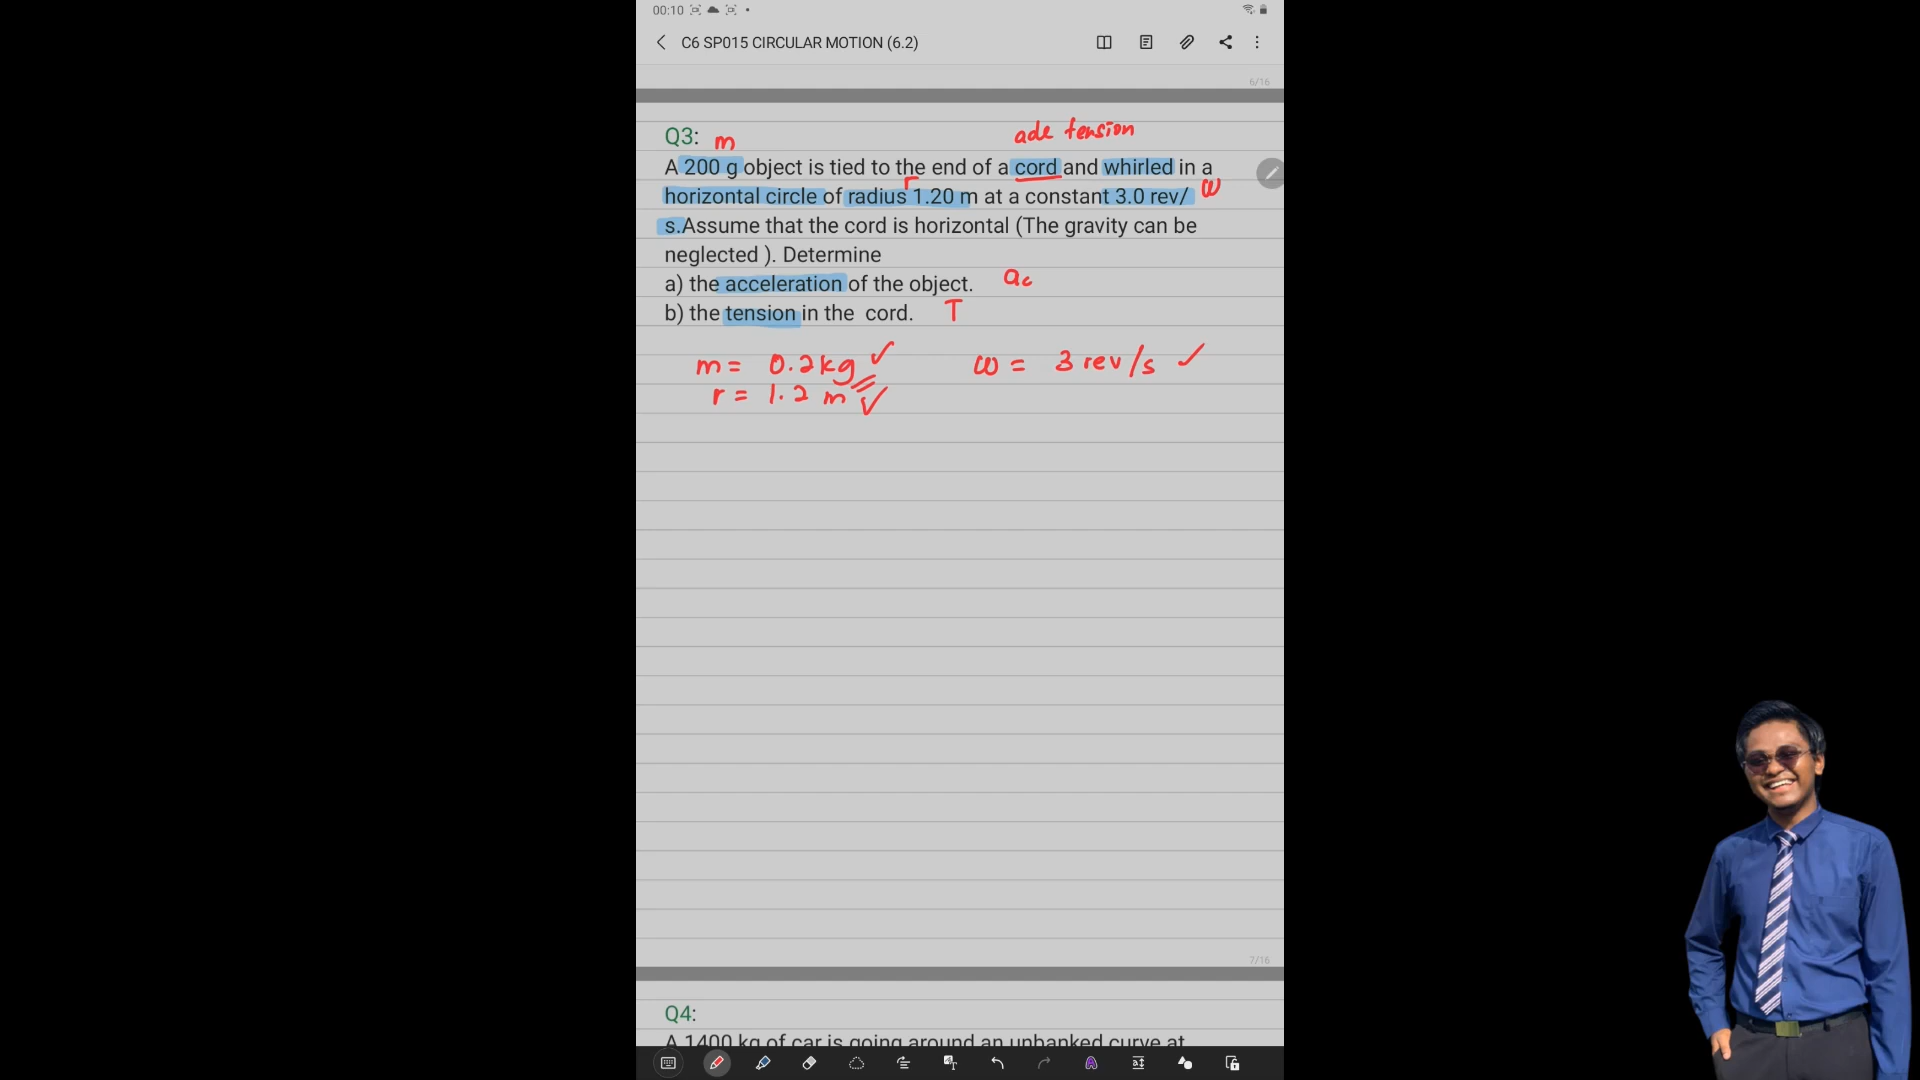 00:10
C6 SP015 CIRCULAR MOTION (6.2)
6/16
ade tension
Q3: m
A 200 g object is tied to the end of a cord and whirled in a
r
horizontal circle of radius 1.20 m at a constant 3.0 rev/ ω
s.Assume that the cord is horizontal (The gravity can be
neglected ). Determine
a) the acceleration of the object. ac
b) the tension in the cord. T
m = 0.2kg ✓ ω = 3 rev/s ✓
r = 1.2 m ✓
7/16
Q4:
A 1400 kg of car is going around an unbanked curve at